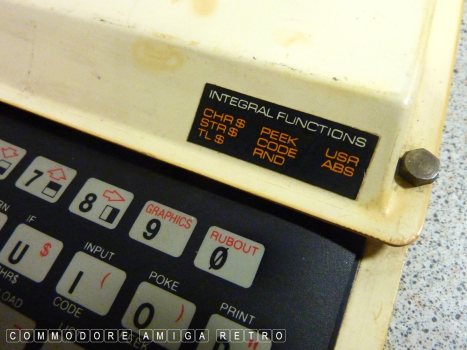 INTEGRAL FUNCTIONS
CHR $ PEEK USR
STR $ CODE ABS
TL $ RND
7 8 GRAPHICS 9 RUBOUT 0
IF INPUT POKE PRINT
U $ I ( O )
CHR$ CODE
COMMODORE AMIGA RETRO